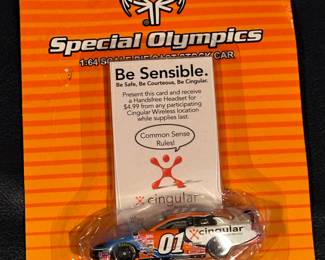 Special Olympics
1:64 SCALE DIE CAST STOCK CAR
Be Sensible.
Be Safe, Be Courteous, Be Cingular.
Present this card and receive
a Handsfree Headset for
$4.99 from any participating
Cingular Wireless location
while supplies last.
Common Sense
Rules!
cingular
01
cingular